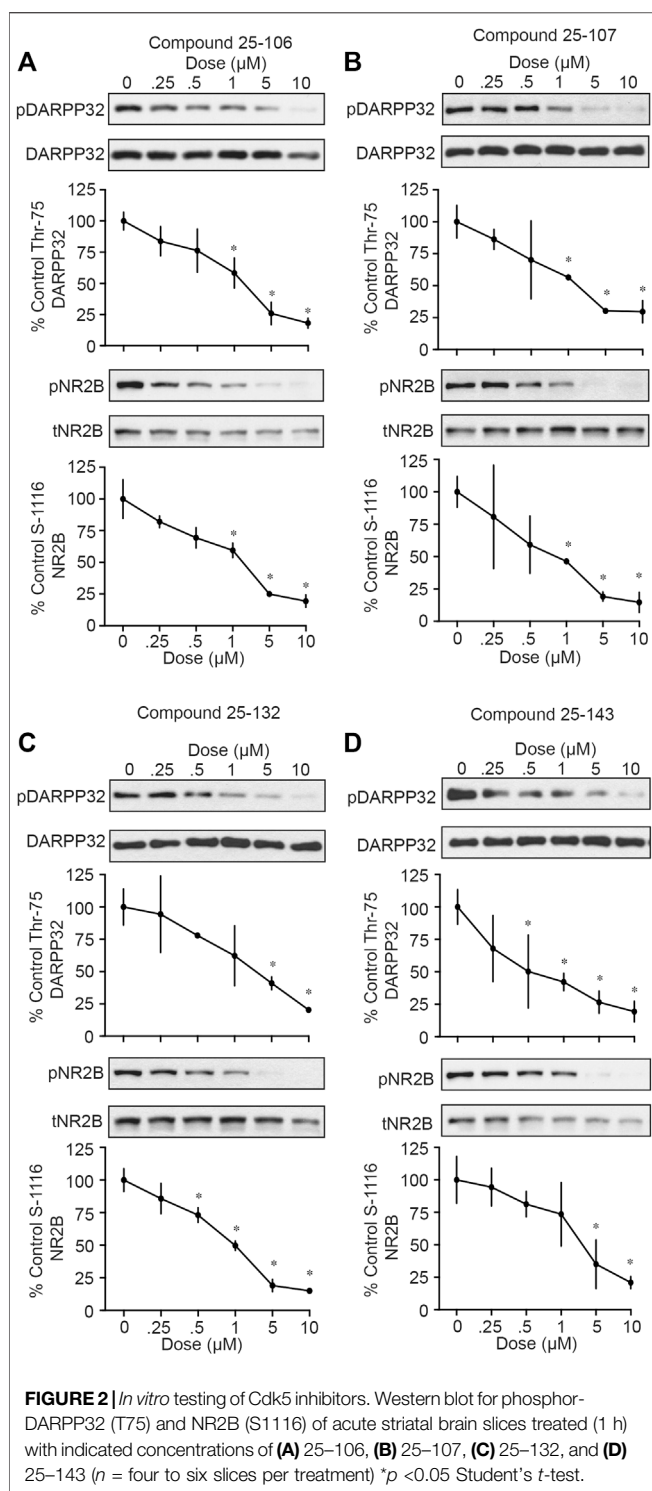 A
Compound 25-106
Dose (µM)
0 .25 .5 1 5 10
pDARPP32
DARPP32
% Control Thr-75
DARPP32
125
100
75
50
25
0
* * *
pNR2B
tNR2B
% Control S-1116
NR2B
125
100
75
50
25
0
* * *
0 .25 .5 1 5 10
Dose (µM)
B
Compound 25-107
Dose (µM)
0 .25 .5 1 5 10
pDARPP32
DARPP32
% Control Thr-75
DARPP32
125
100
75
50
25
0
* * *
pNR2B
tNR2B
% Control S-1116
NR2B
125
100
75
50
25
0
* * *
0 .25 .5 1 5 10
Dose (µM)
C
Compound 25-132
Dose (µM)
0 .25 .5 1 5 10
pDARPP32
DARPP32
% Control Thr-75
DARPP32
125
100
75
50
25
0
* *
pNR2B
tNR2B
% Control S-1116
NR2B
125
100
75
50
25
0
* * * *
0 .25 .5 1 5 10
Dose (µM)
D
Compound 25-143
Dose (µM)
0 .25 .5 1 5 10
pDARPP32
DARPP32
% Control Thr-75
DARPP32
125
100
75
50
25
0
* * * *
pNR2B
tNR2B
% Control S-1116
NR2B
125
100
75
50
25
0
* *
0 .25 .5 1 5 10
Dose (µM)
FIGURE 2 | In vitro testing of Cdk5 inhibitors. Western blot for phosphor-
DARPP32 (T75) and NR2B (S1116) of acute striatal brain slices treated (1 h)
with indicated concentrations of (A) 25–106, (B) 25–107, (C) 25–132, and (D)
25–143 (n = four to six slices per treatment) *p <0.05 Student's t-test.